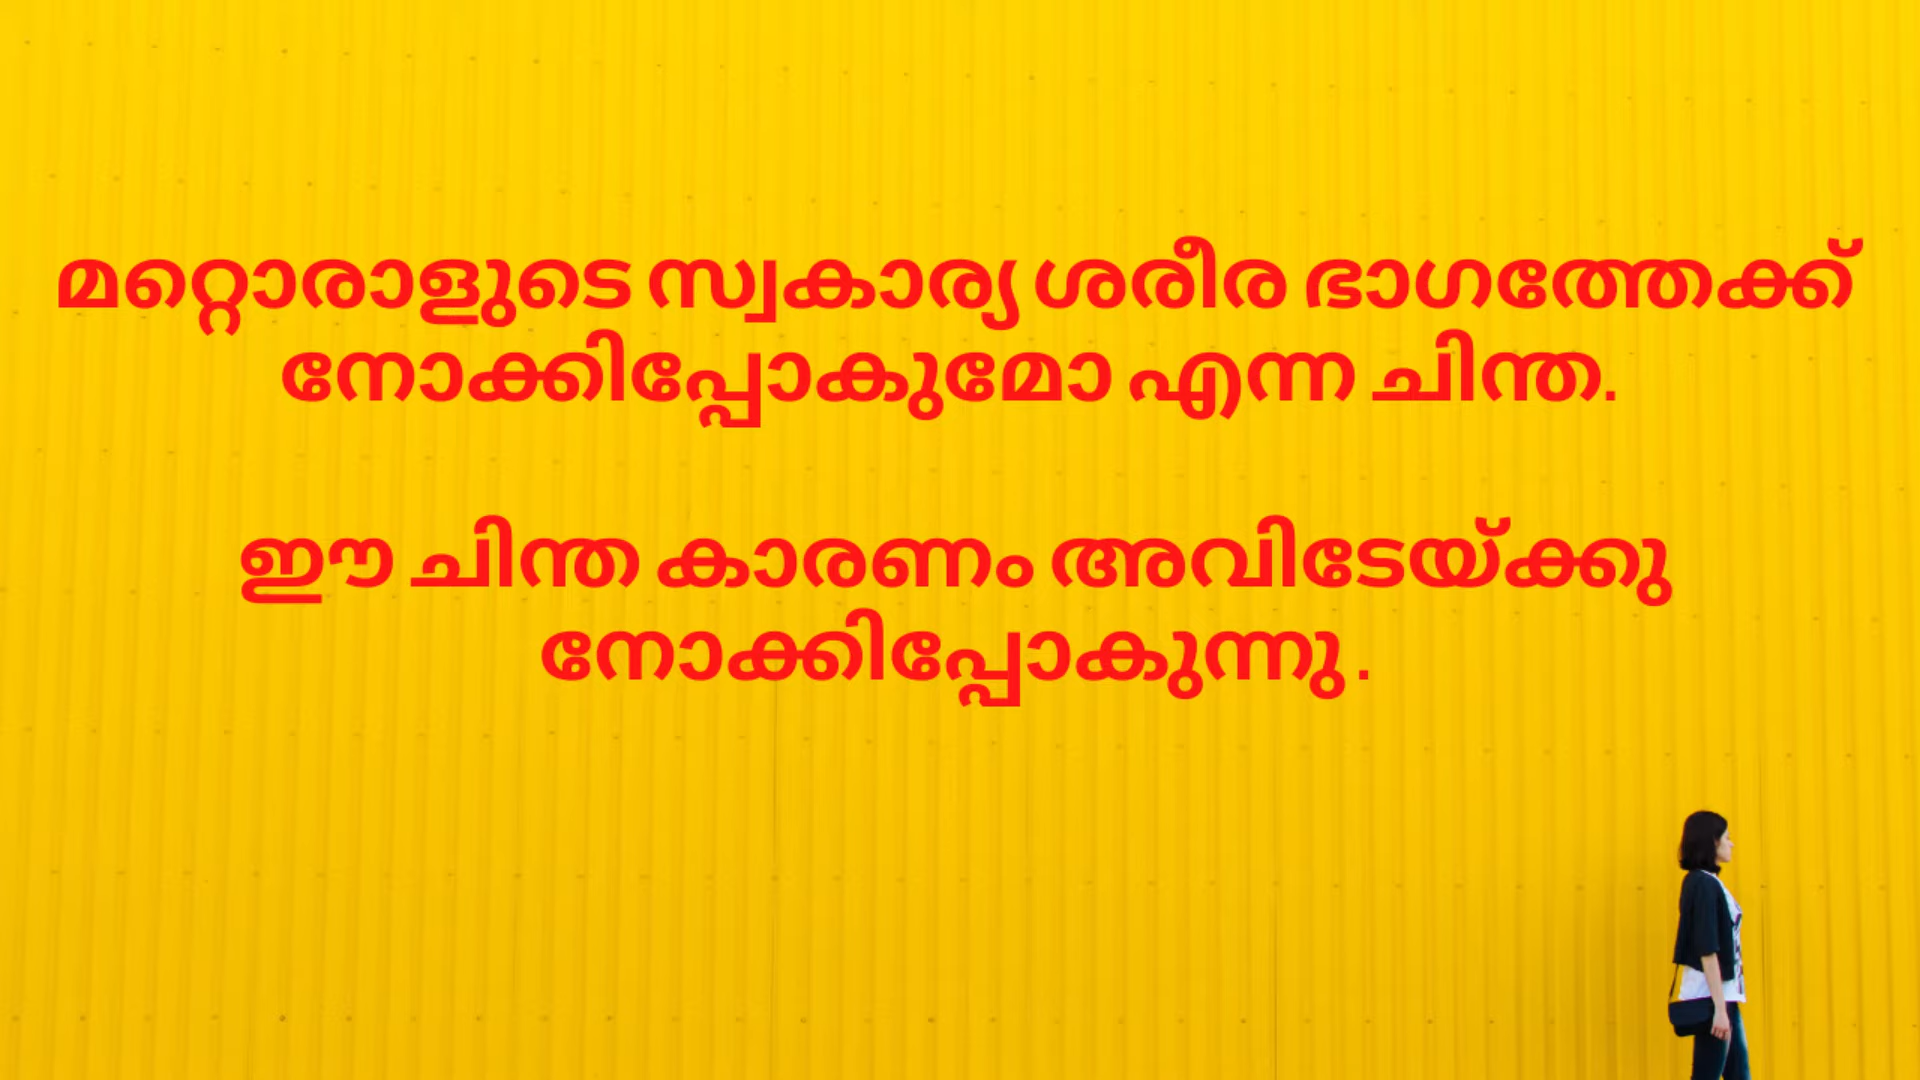 മറ്റൊരാളുടെ സ്വകാര്യ ശരീര ഭാഗത്തേക്ക്
നോക്കിപ്പോകുമോ എന്ന ചിന്ത.
ഈ ചിന്ത കാരണം അവിടേയ്ക്കു
നോക്കിപ്പോകുന്നു .